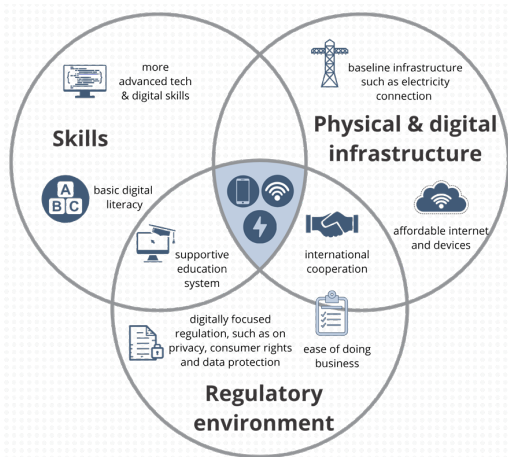 more
advanced tech
& digital skills
Skills
basic digital
literacy
baseline infrastructure
such as electricity
connection
Physical & digital
infrastructure
affordable internet
and devices
A
B C
supportive
education
system
international
cooperation
digitally focused
regulation, such as on
privacy, consumer rights
and data protection
ease of doing
business
Regulatory
environment